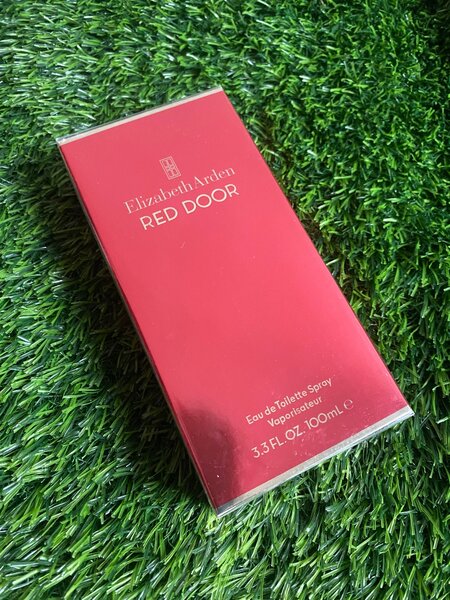 Elizabeth Arden
RED DOOR
Eau de Toilette Spray
Vaporisateur
3.3 FL. OZ. 100mL ℮